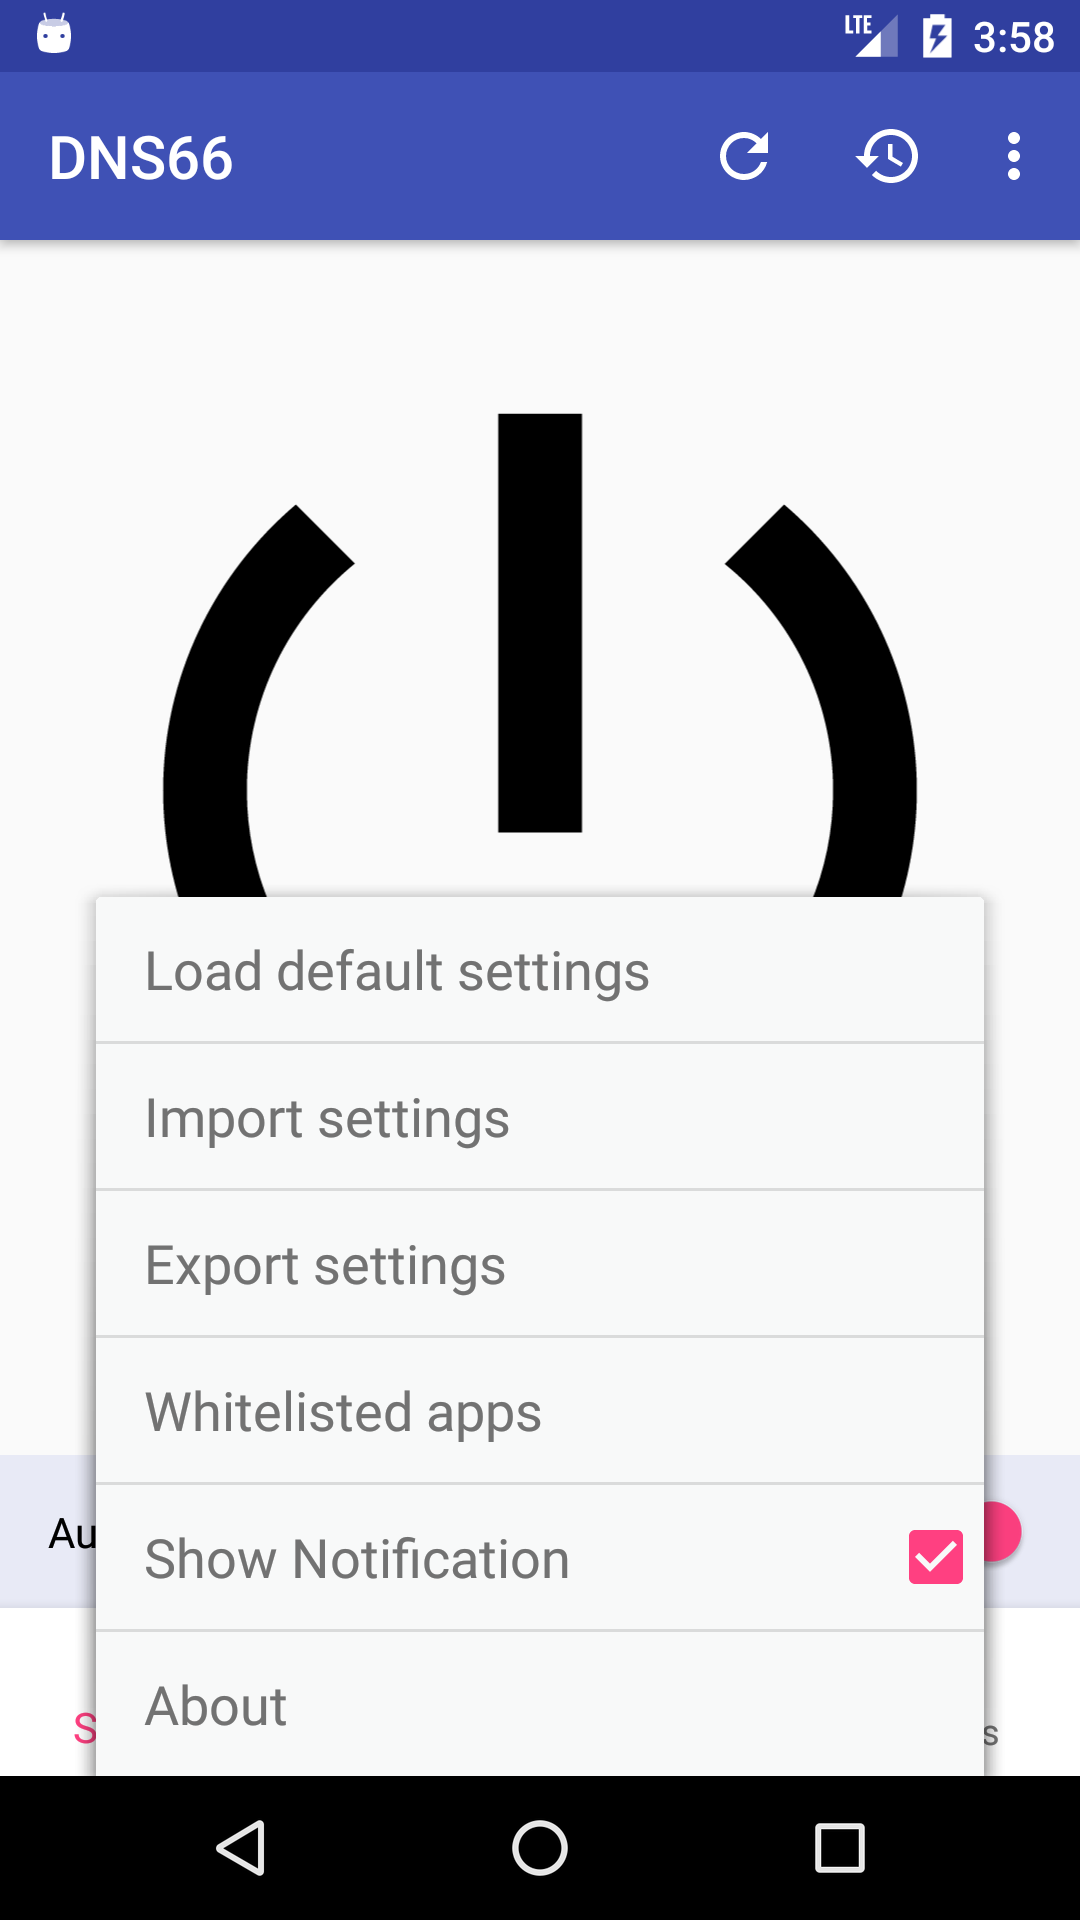 LTE 3:58
DNS66
Load default settings
Import settings
Export settings
Whitelisted apps
Au
Show Notification
About
S
s